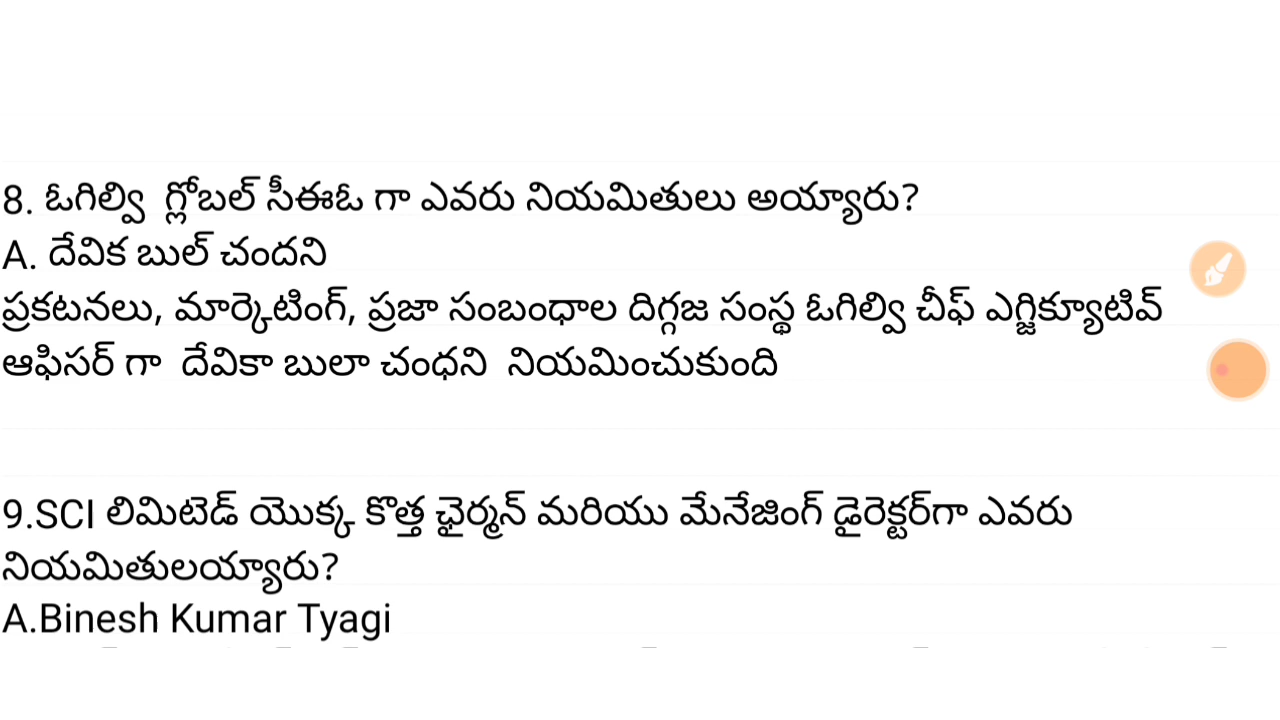 8. ఓగిల్వి గ్లోబల్ సీఈఓ గా ఎవరు నియమితులు అయ్యారు?
A. దేవిక బుల్ చందని
ప్రకటనలు, మార్కెటింగ్, ప్రజా సంబంధాల దిగ్గజ సంస్థ ఓగిల్వి చీఫ్ ఎగ్జిక్యూటివ్
ఆఫిసర్ గా దేవికా బులా చంధని నియమించుకుంది
9.SCI లిమిటెడ్ యొక్క కొత్త ఛైర్మన్ మరియు మేనేజింగ్ డైరెక్టర్‌గా ఎవరు
నియమితులయ్యారు?
A.Binesh Kumar Tyagi